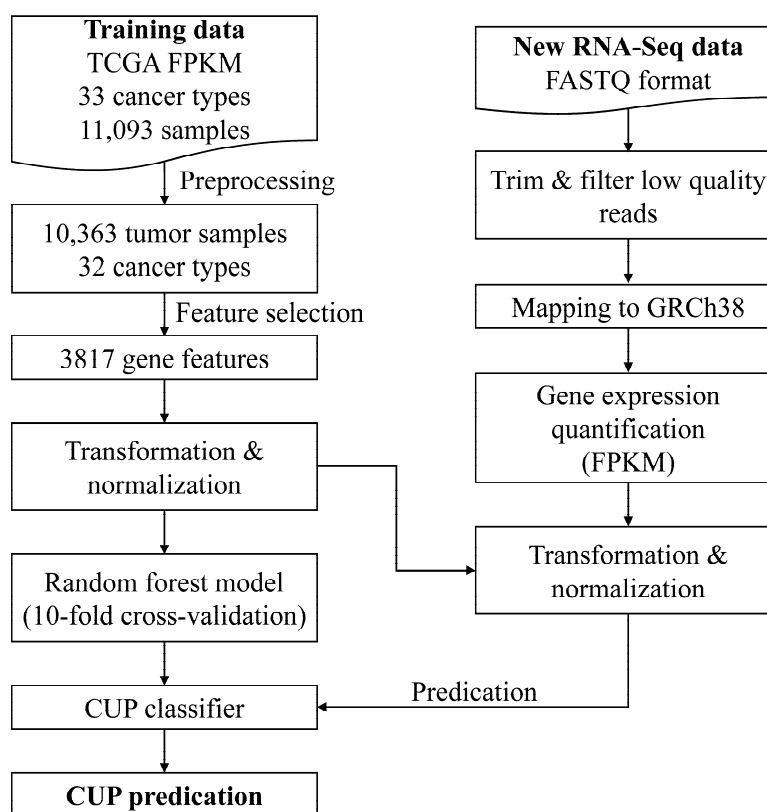 Training data
TCGA FPKM
33 cancer types
11,093 samples
Preprocessing
10,363 tumor samples
32 cancer types
Feature selection
3817 gene features
Transformation &
normalization
Random forest model
(10-fold cross-validation)
CUP classifier
CUP predication
New RNA-Seq data
FASTQ format
Trim & filter low quality
reads
Mapping to GRCh38
Gene expression
quantification
(FPKM)
Transformation &
normalization
Predication